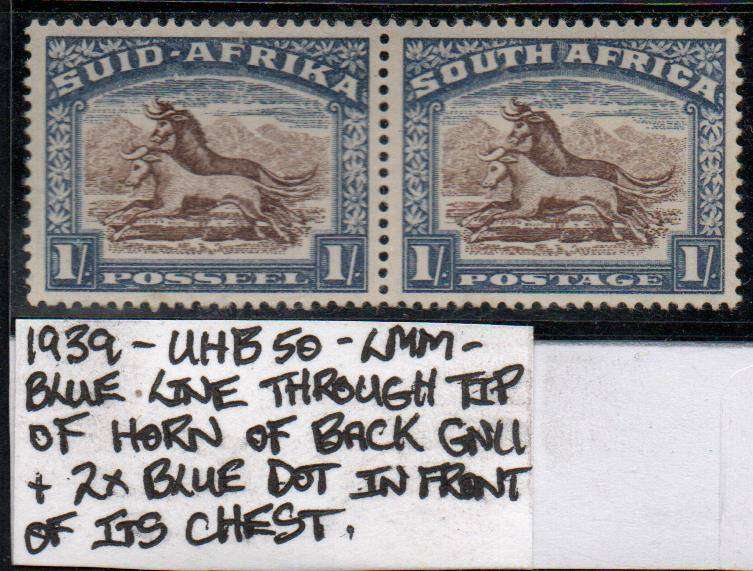 SUID-AFRIKA
1/. POSSEEL 1/.
SOUTH AFRICA
1/. POSTAGE 1/.
1939 - UHB 50 - LMM -
BLUE LINE THROUGH TIP
OF HORN OF BACK GNU
+ 2x BLUE DOT IN FRONT
OF ITS CHEST.